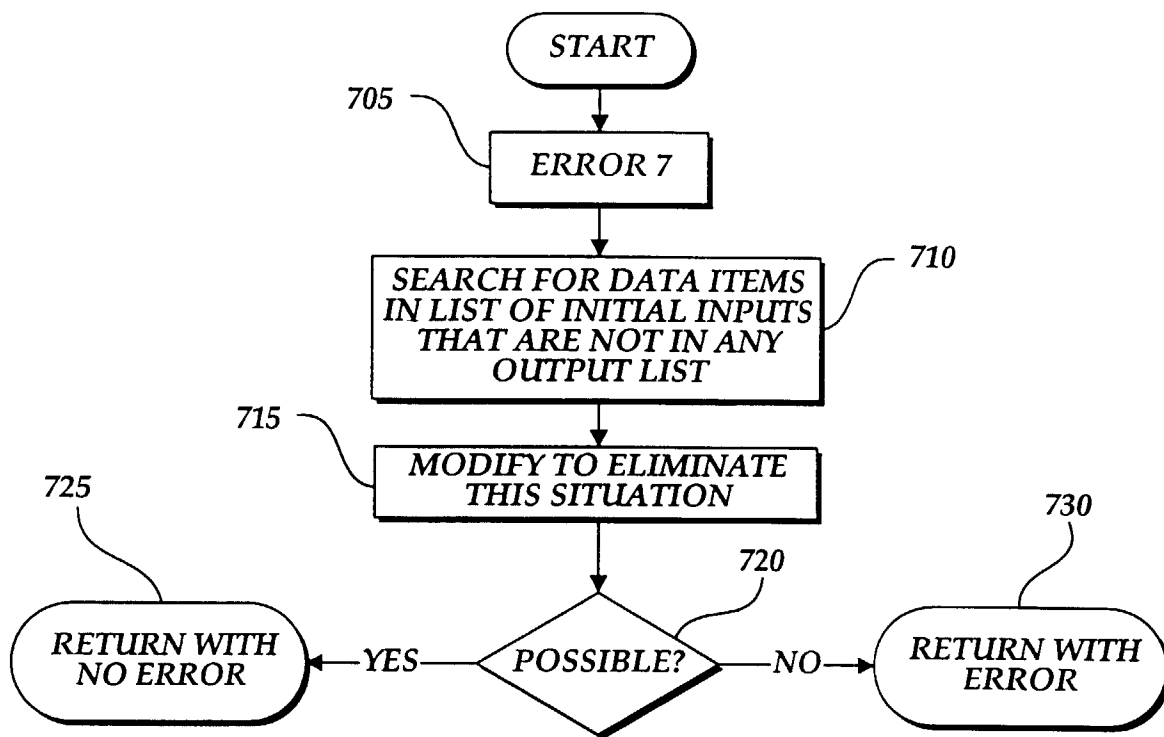 START
705
ERROR 7
710
SEARCH FOR DATA ITEMS
IN LIST OF INITIAL INPUTS
THAT ARE NOT IN ANY
OUTPUT LIST
715
MODIFY TO ELIMINATE
THIS SITUATION
725
720
730
RETURN WITH
NO ERROR
YES
POSSIBLE?
NO
RETURN WITH
ERROR